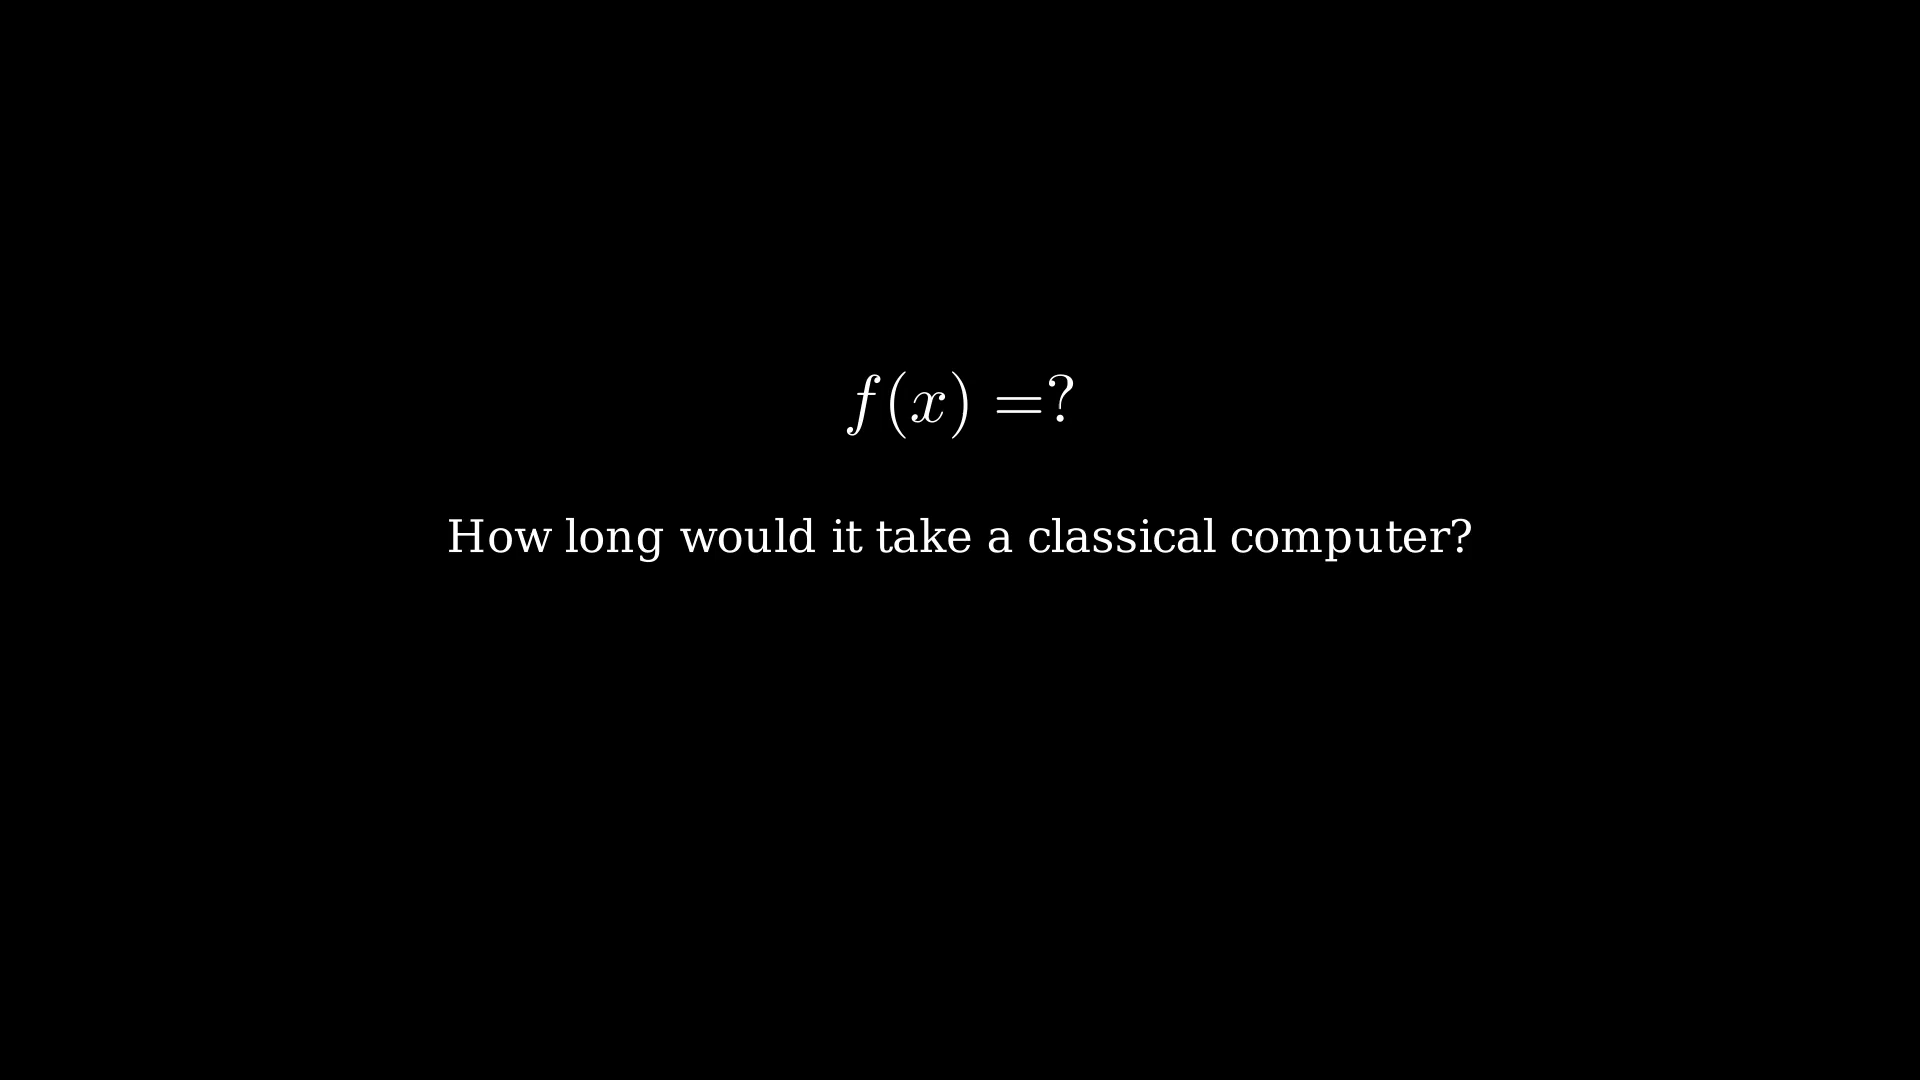 f(x) =?
How long would it take a classical computer?